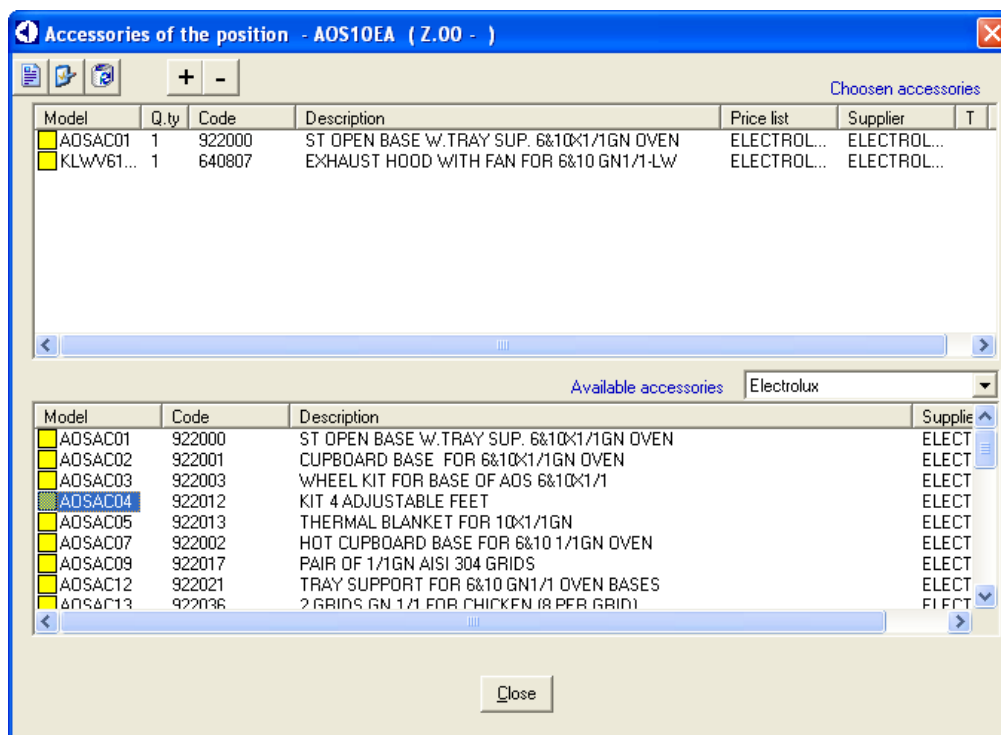 Accessories of the position - AOS10EA ( Z.00 - )
+ -
Choosen accessories
Model Q.ty Code Description Price list Supplier T
AOSAC01 1 922000 ST OPEN BASE W.TRAY SUP. 6&10X1/1GN OVEN ELECTROL... ELECTROL...
KLWV61... 1 640807 EXHAUST HOOD WITH FAN FOR 6&10 GN1/1-LW ELECTROL... ELECTROL...
Available accessories Electrolux
Model Code Description Supplie
AOSAC01 922000 ST OPEN BASE W.TRAY SUP. 6&10X1/1GN OVEN ELECT
AOSAC02 922001 CUPBOARD BASE FOR 6&10X1/1GN OVEN ELECT
AOSAC03 922003 WHEEL KIT FOR BASE OF AOS 6&10X1/1 ELECT
AOSAC04 922012 KIT 4 ADJUSTABLE FEET ELECT
AOSAC05 922013 THERMAL BLANKET FOR 10X1/1GN ELECT
AOSAC07 922002 HOT CUPBOARD BASE FOR 6&10 1/1GN OVEN ELECT
AOSAC09 922017 PAIR OF 1/1GN AISI 304 GRIDS ELECT
AOSAC12 922021 TRAY SUPPORT FOR 6&10 GN1/1 OVEN BASES ELECT
AOSAC13 922036 2 GRIDS GN 1/1 FOR CHICKEN (8 PER GRID) ELECT
Close